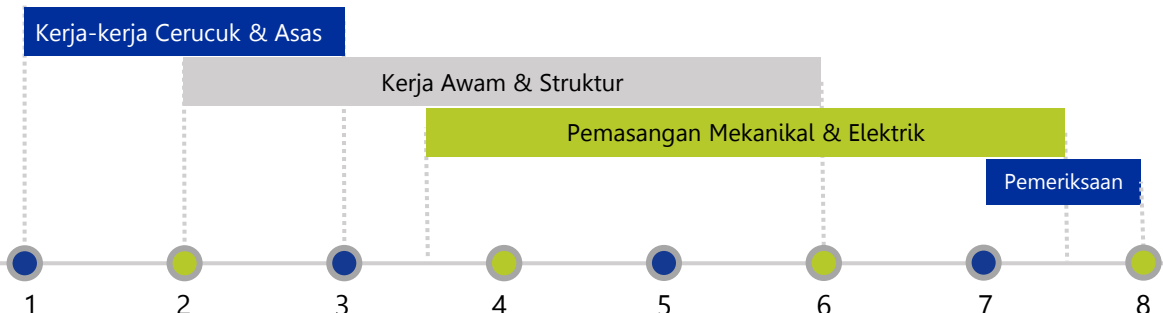 Kerja-kerja Cerucuk & Asas
Kerja Awam & Struktur
Pemasangan Mekanikal & Elektrik
Pemeriksaan
1 2 3 4 5 6 7 8